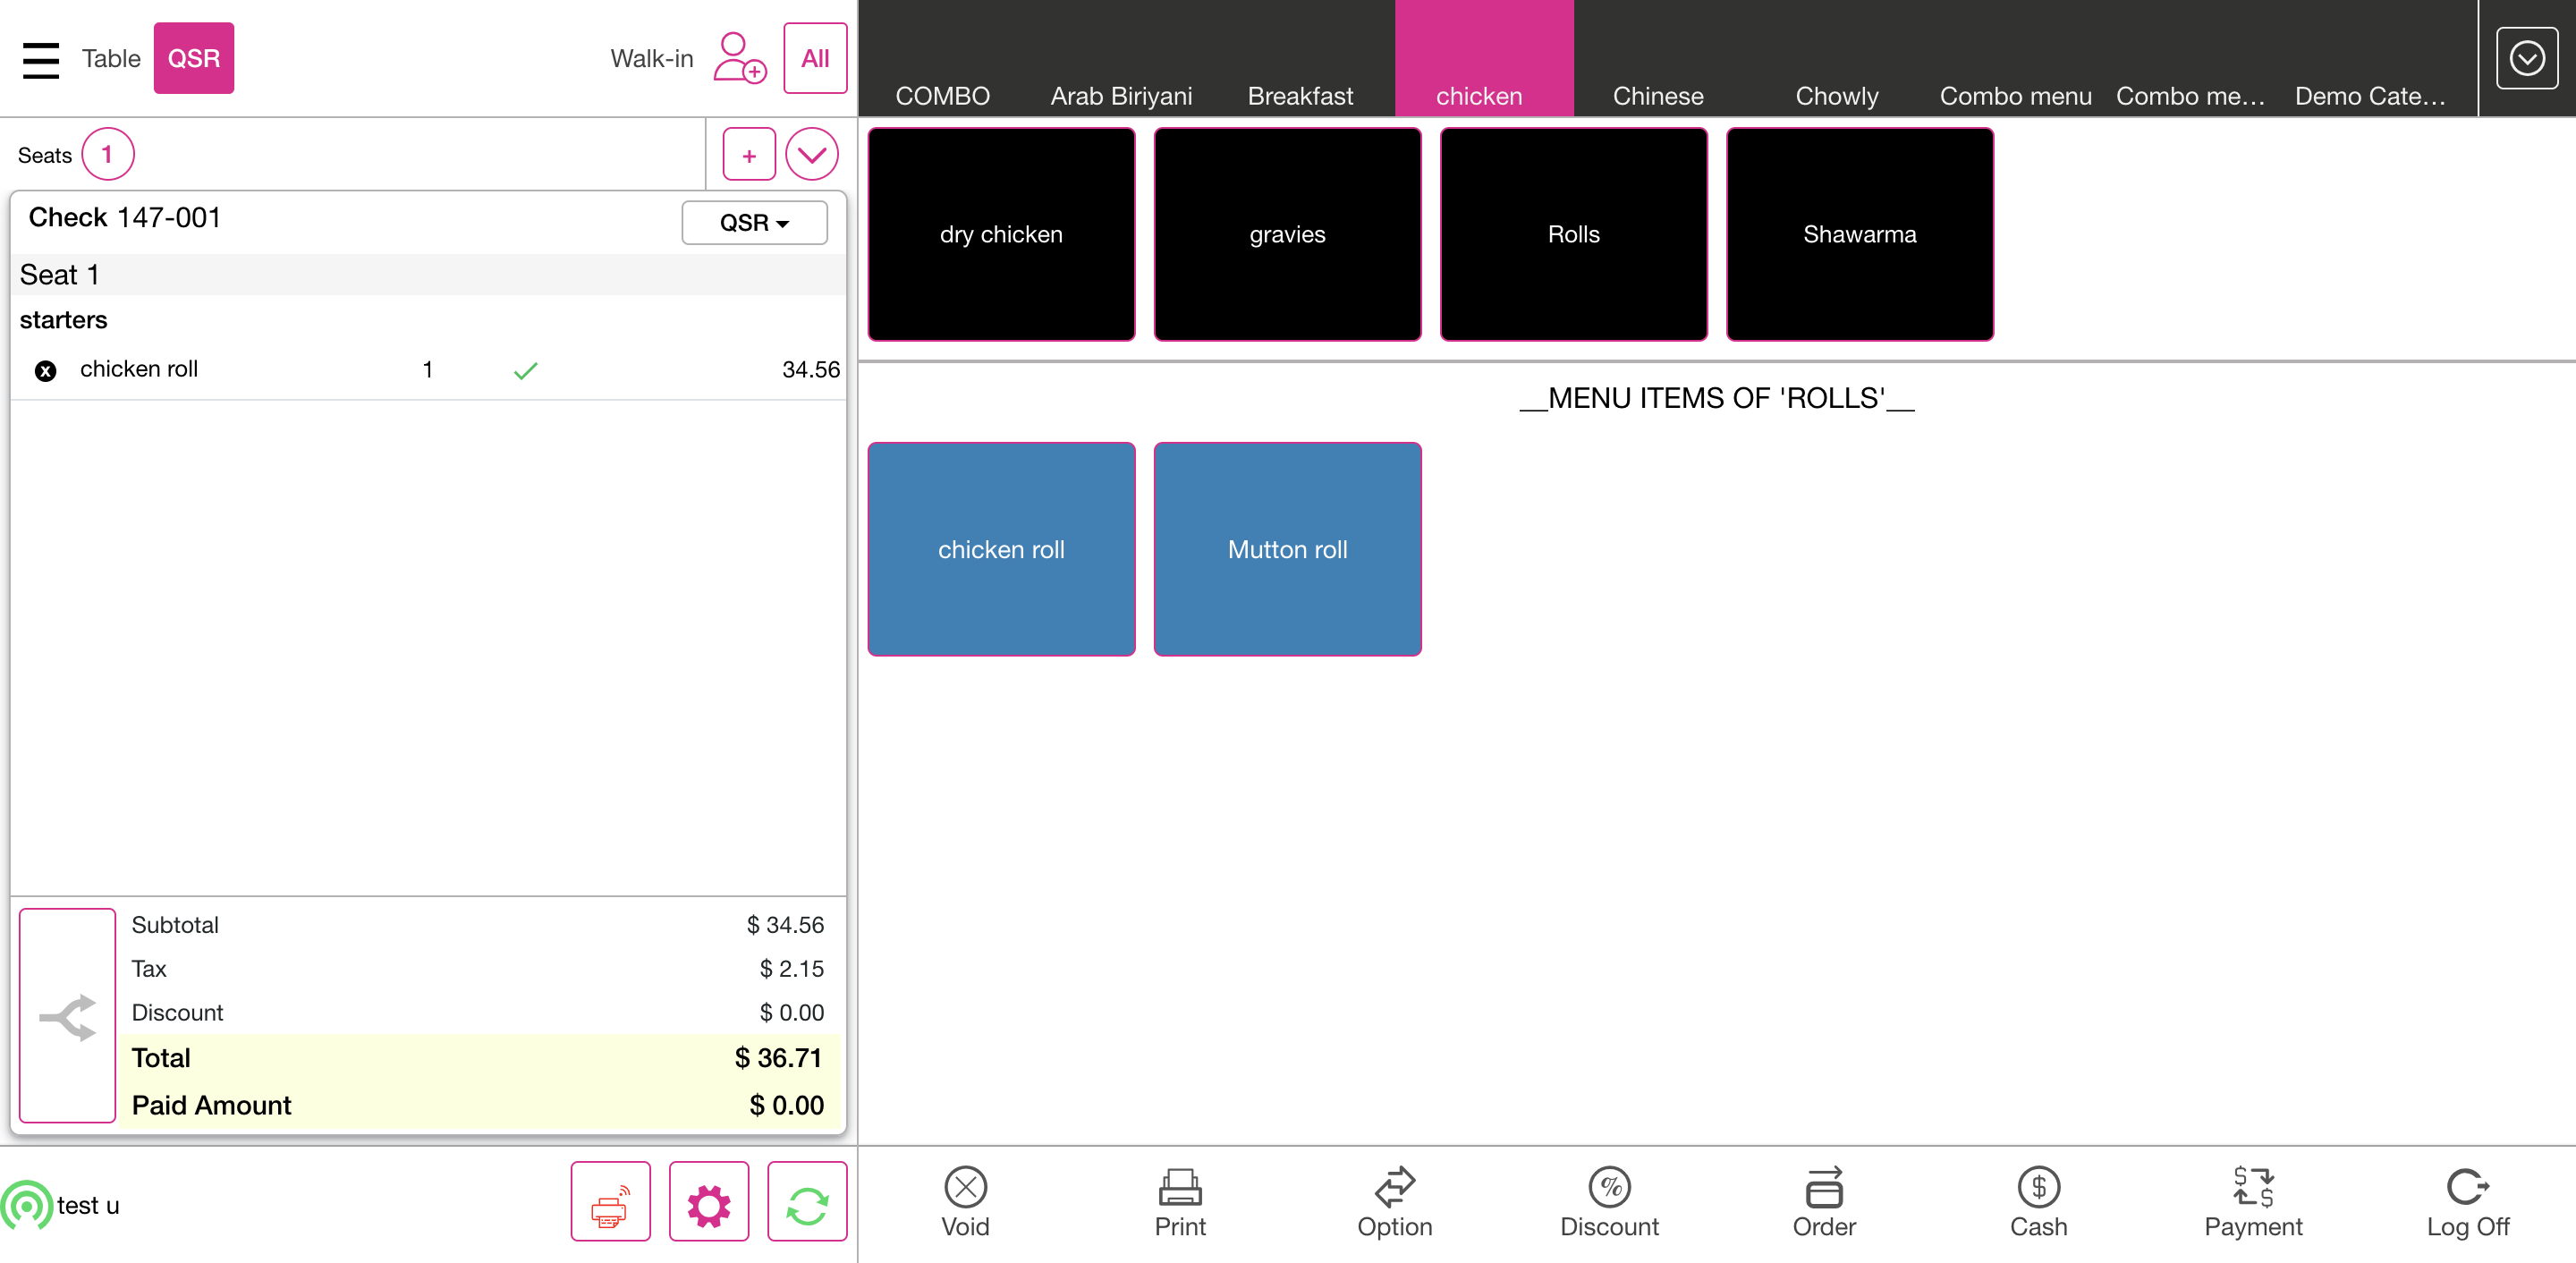 Table QSR Walk-in All
COMBO Arab Biriyani Breakfast chicken Chinese Chowly Combo menu Combo me... Demo Cate...
Seats 1 +
Check 147-001 QSR
Seat 1
starters
x chicken roll 1 34.56
Subtotal $ 34.56
Tax $ 2.15
Discount $ 0.00
Total $ 36.71
Paid Amount $ 0.00
test u
dry chicken gravies Rolls Shawarma
__MENU ITEMS OF 'ROLLS'__
chicken roll Mutton roll
Void Print Option Discount Order Cash Payment Log Off